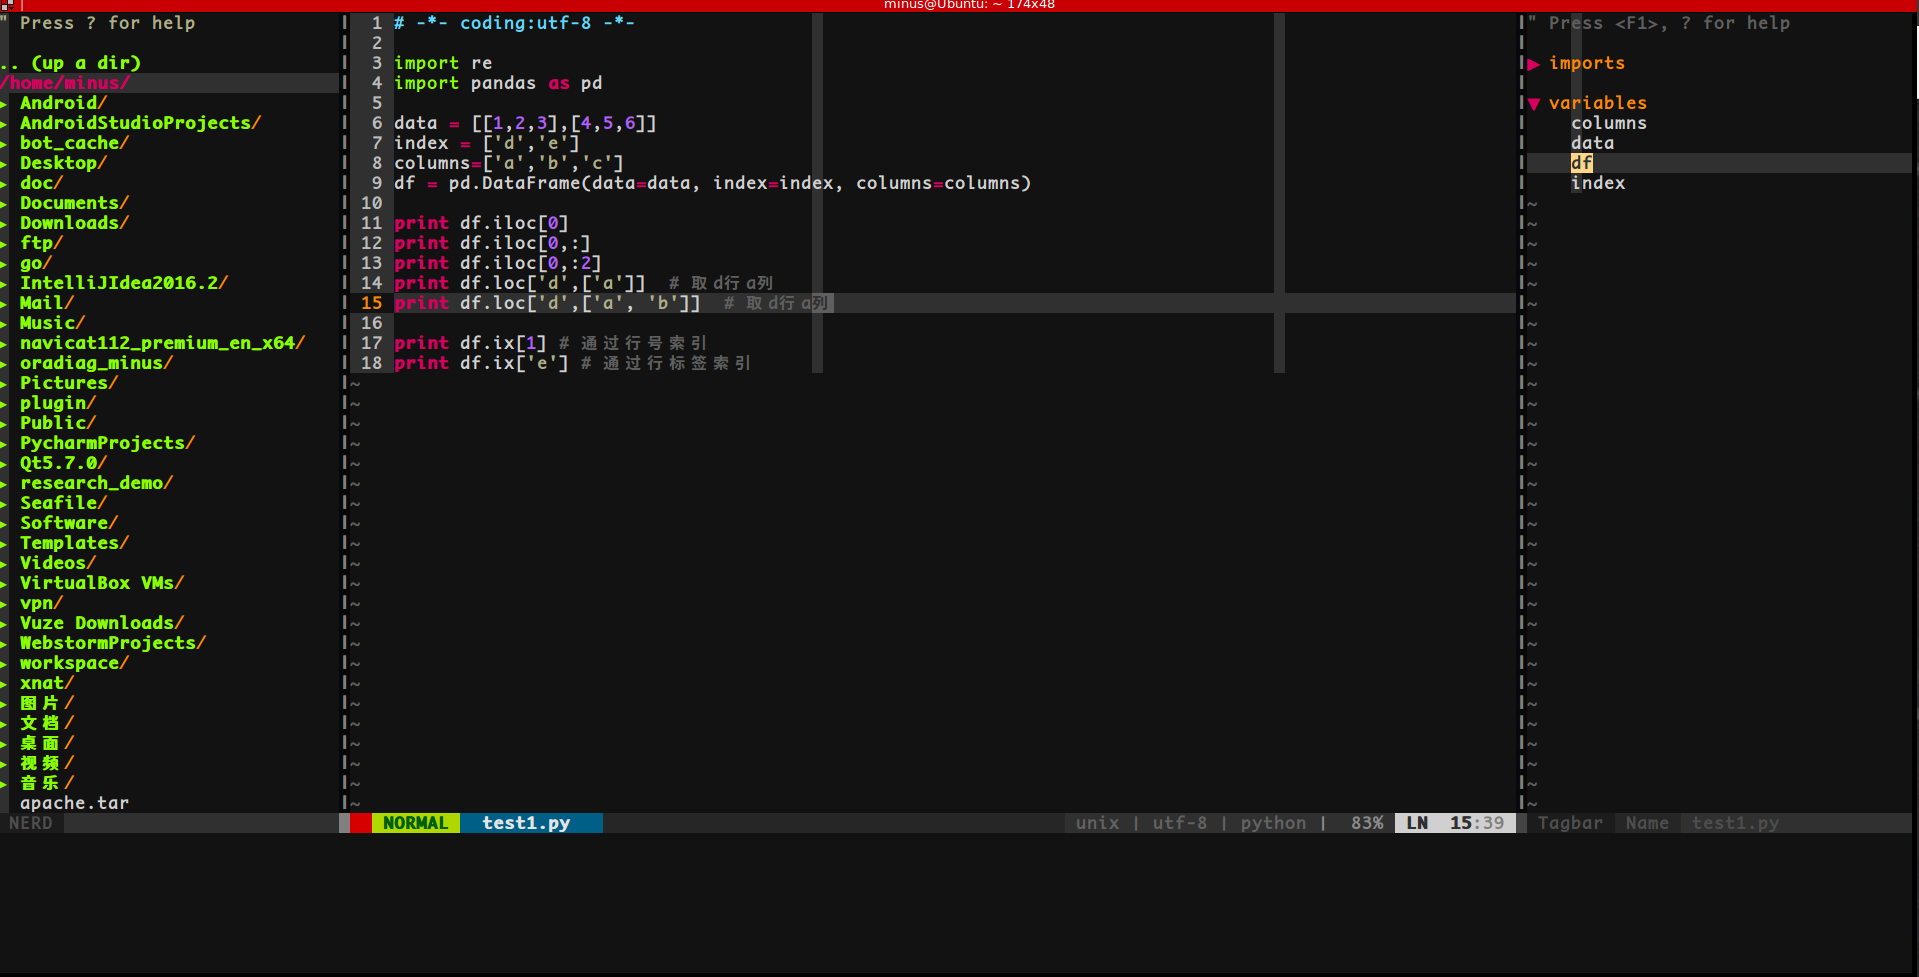 minus@Ubuntu: ~ 174x48
" Press ? for help
.. (up a dir)
/home/minus/
▸ Android/
▸ AndroidStudioProjects/
▸ bot_cache/
▸ Desktop/
▸ doc/
▸ Documents/
▸ Downloads/
▸ ftp/
▸ go/
▸ IntelliJIdea2016.2/
▸ Mail/
▸ Music/
▸ navicat112_premium_en_x64/
▸ oradiag_minus/
▸ Pictures/
▸ plugin/
▸ Public/
▸ PycharmProjects/
▸ Qt5.7.0/
▸ research_demo/
▸ Seafile/
▸ Software/
▸ Templates/
▸ Videos/
▸ VirtualBox VMs/
▸ vpn/
▸ Vuze Downloads/
▸ WebstormProjects/
▸ workspace/
▸ xnat/
▸ 图片/
▸ 文档/
▸ 桌面/
▸ 视频/
▸ 音乐/
apache.tar
NERD
1 # -*- coding:utf-8 -*-
2
3 import re
4 import pandas as pd
5
6 data = [[1,2,3],[4,5,6]]
7 index = ['d','e']
8 columns=['a','b','c']
9 df = pd.DataFrame(data=data, index=index, columns=columns)
10
11 print df.iloc[0]
12 print df.iloc[0,:]
13 print df.iloc[0,:2]
14 print df.loc['d',['a']]  # 取 d行 a列
15 print df.loc['d',['a', 'b']]  # 取 d行 a列
16
17 print df.ix[1] # 通过行号索引
18 print df.ix['e'] # 通过行标签索引
NORMAL test1.py unix | utf-8 | python | 83% LN 15:39
" Press <F1>, ? for help
▶ imports
▼ variables
columns
data
df
index
Tagbar Name test1.py